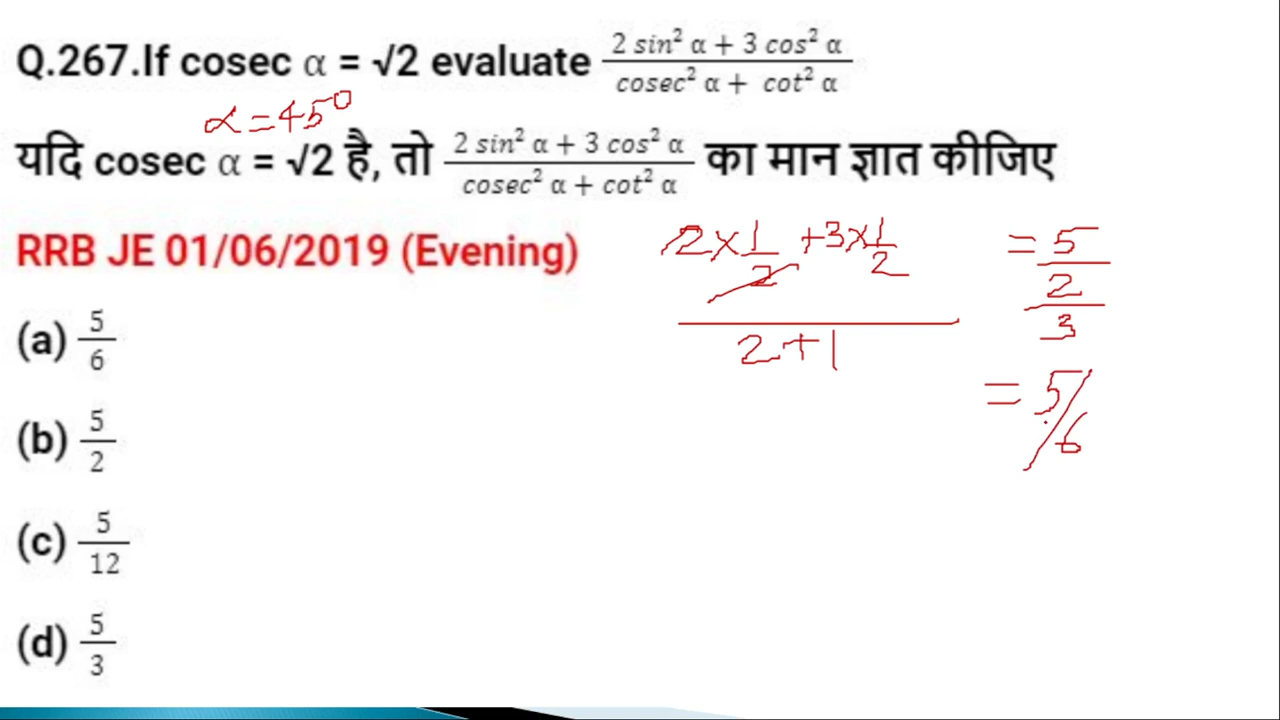 Q.267.If cosec α = √2 evaluate (2 sin² α + 3 cos² α)/(cosec² α + cot² α)
α = 45°
यदि cosec α = √2 है, तो (2 sin² α + 3 cos² α)/(cosec² α + cot² α) का मान ज्ञात कीजिए
RRB JE 01/06/2019 (Evening)
(a) 5/6
(b) 5/2
(c) 5/12
(d) 5/3
2 × 1/2 + 3 × 1/2
2 + 1
= 5/2/3
= 5/6